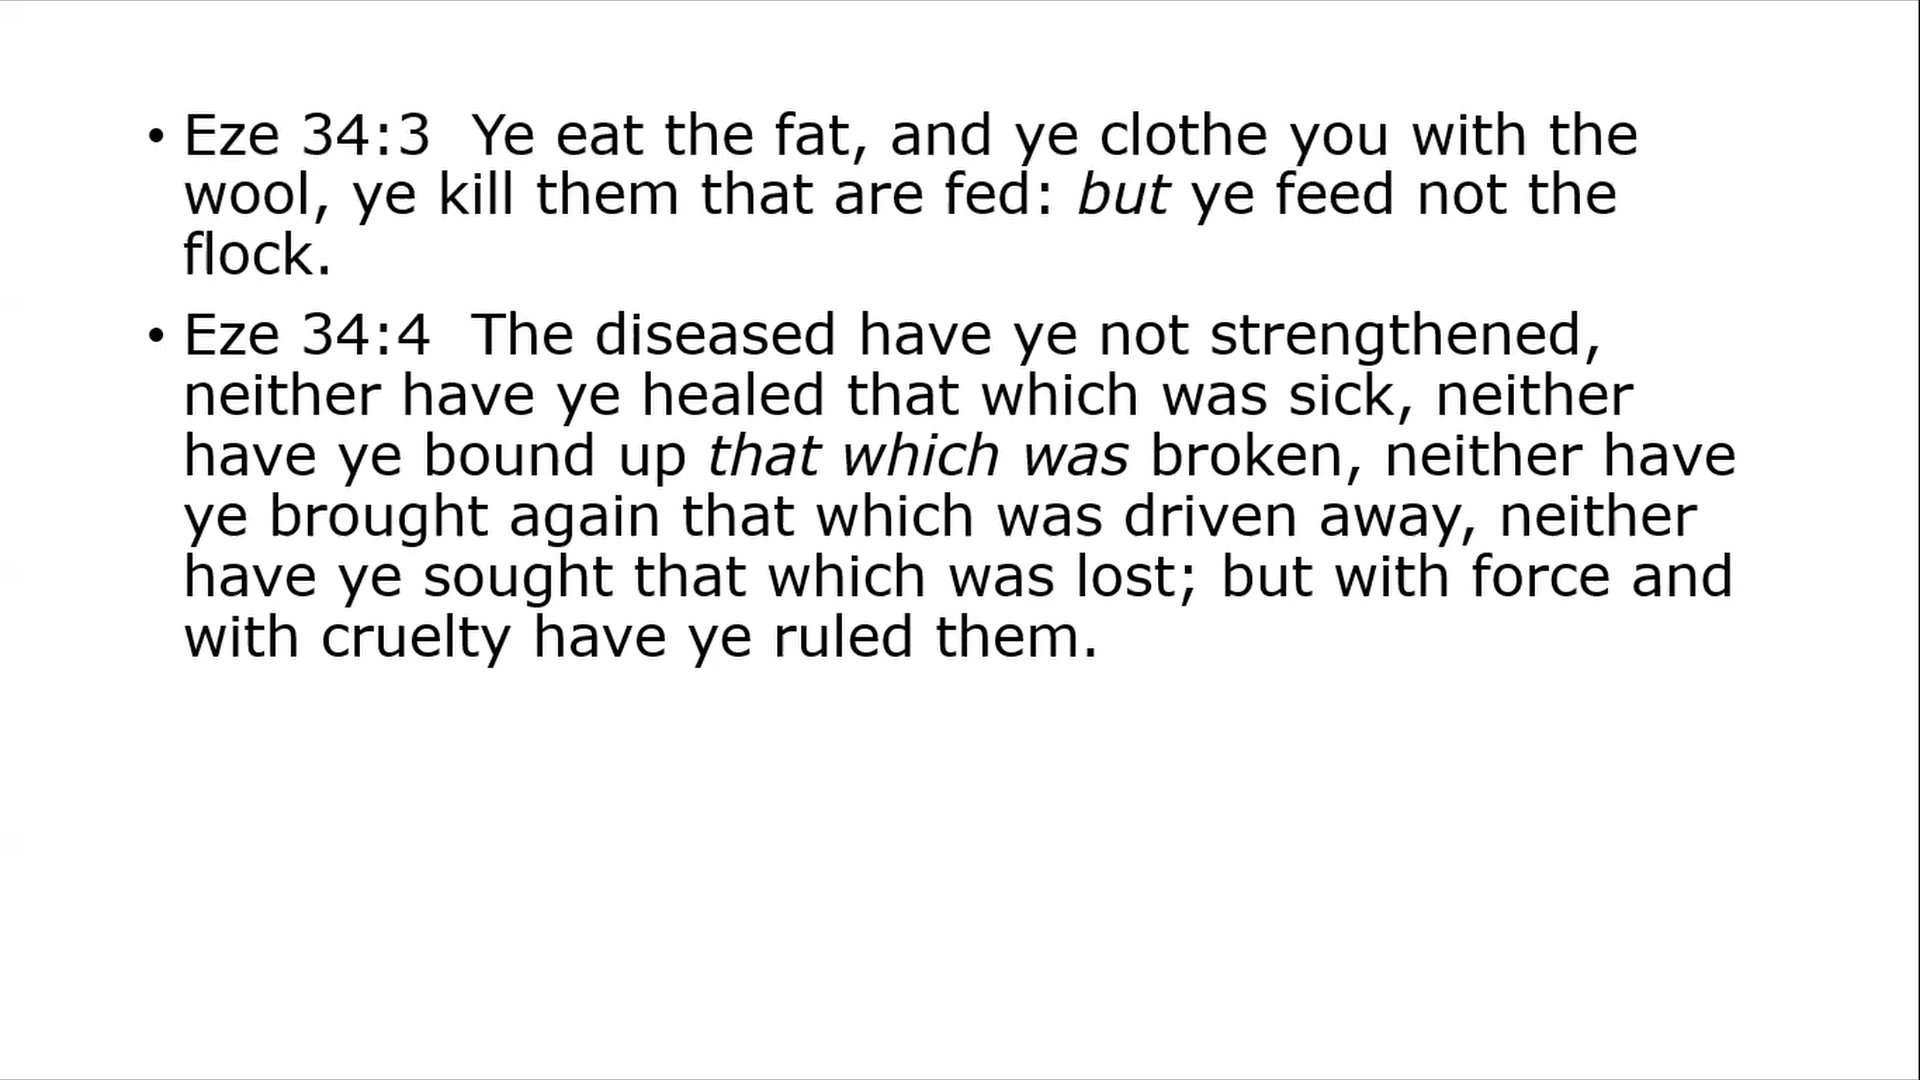 • Eze 34:3  Ye eat the fat, and ye clothe you with the
wool, ye kill them that are fed: but ye feed not the
flock.
• Eze 34:4  The diseased have ye not strengthened,
neither have ye healed that which was sick, neither
have ye bound up that which was broken, neither have
ye brought again that which was driven away, neither
have ye sought that which was lost; but with force and
with cruelty have ye ruled them.